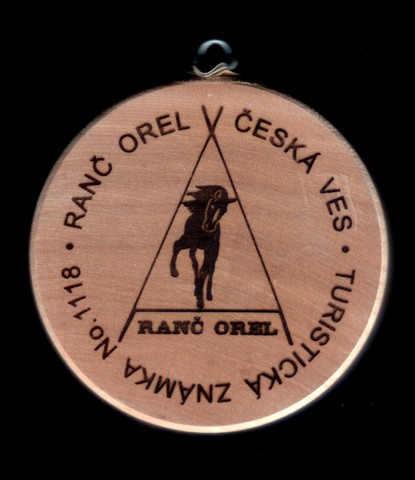 RANČ OREL
ČESKÁ VES
• TURISTICKÁ ZNÁMKA No.1118 •
RANČ OREL